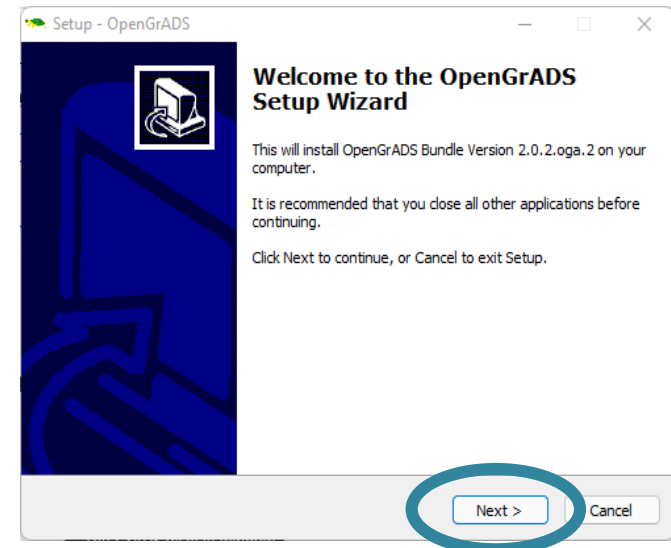 Setup - OpenGrADS
Welcome to the OpenGrADS
Setup Wizard
This will install OpenGrADS Bundle Version 2.0.2.oga.2 on your
computer.
It is recommended that you close all other applications before
continuing.
Click Next to continue, or Cancel to exit Setup.
Next >
Cancel